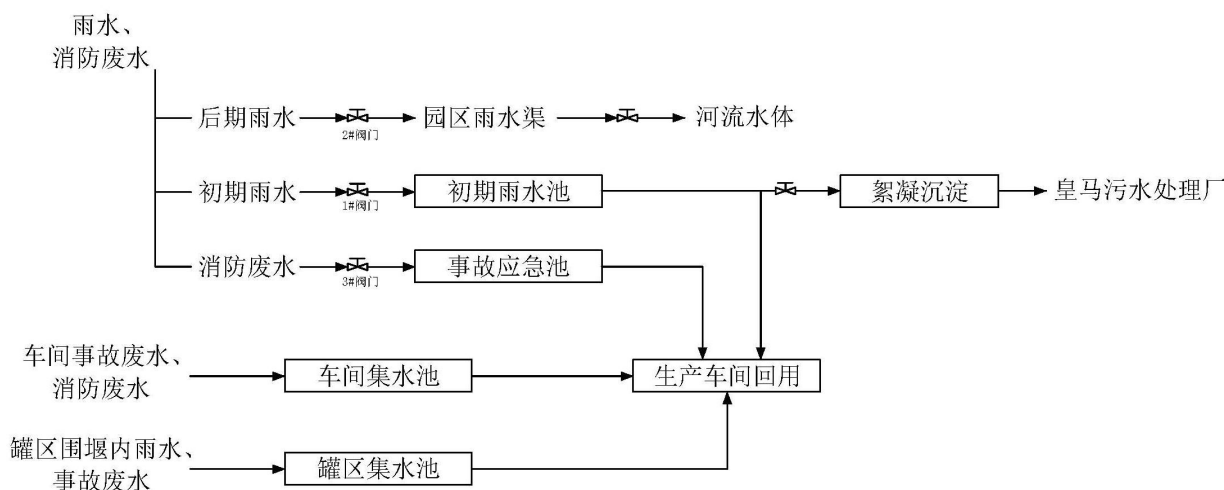 雨水、
消防废水
后期雨水
2#阀门
园区雨水渠
河流水体
初期雨水
1#阀门
初期雨水池
絮凝沉淀
皇马污水处理厂
消防废水
3#阀门
事故应急池
车间事故废水、
消防废水
车间集水池
生产车间回用
罐区围堰内雨水、
事故废水
罐区集水池